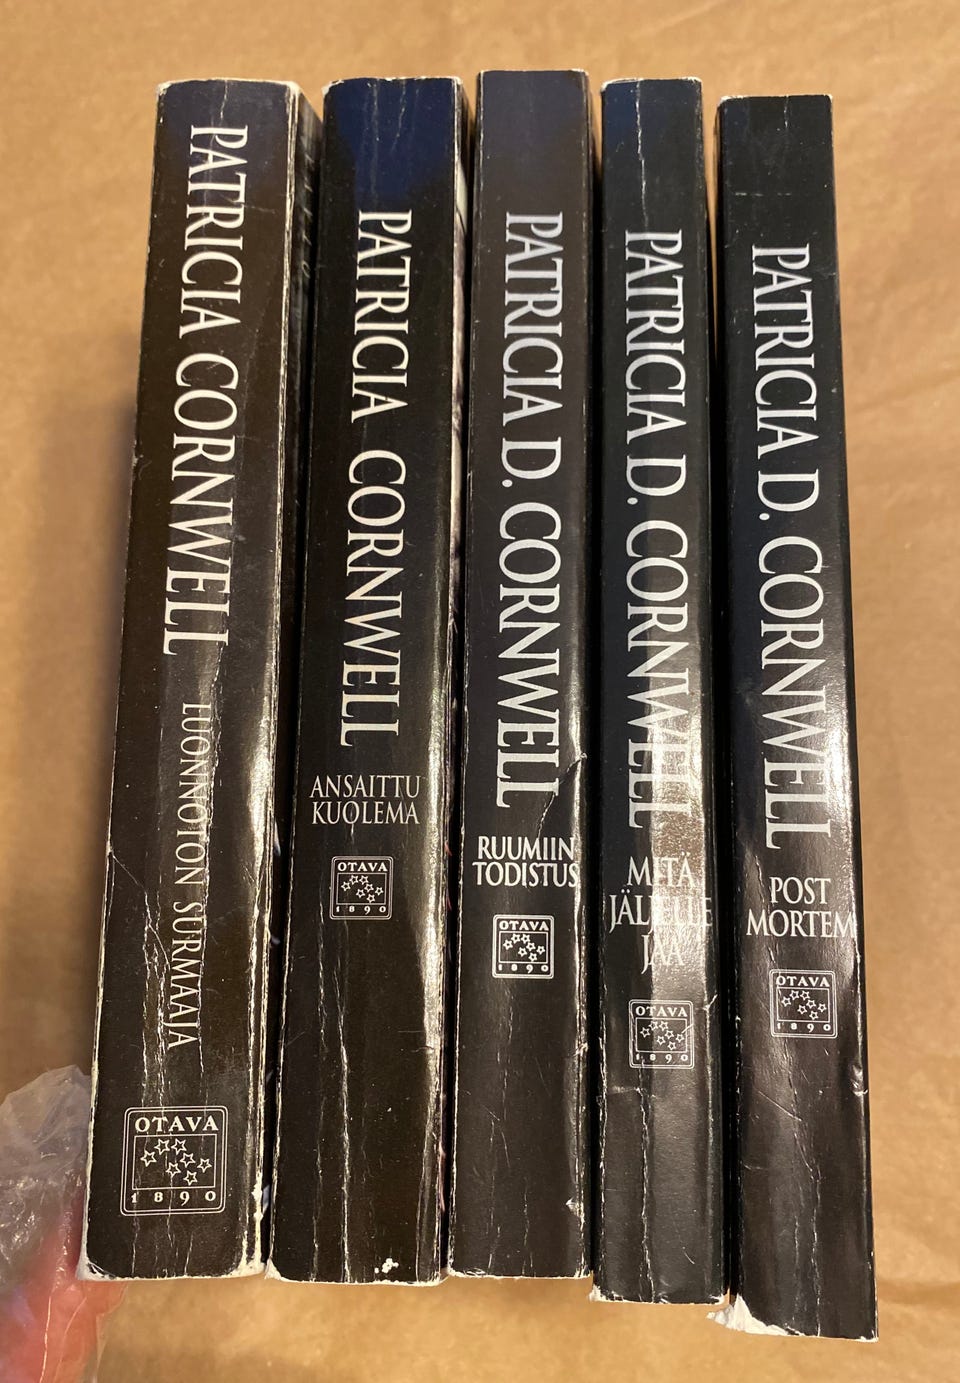 PATRICIA CORNWELL
LUONNOTON SURMAAJA
OTAVA
1890
PATRICIA CORNWELL
ANSAITTU
KUOLEMA
OTAVA
1890
PATRICIA D. CORNWELL
RUUMIIN
TODISTUS
OTAVA
1890
PATRICIA D. CORNWELL
MITÄ
JÄLJELLE
JÄÄ
OTAVA
1890
PATRICIA D. CORNWELL
POST
MORTEM
OTAVA
1890